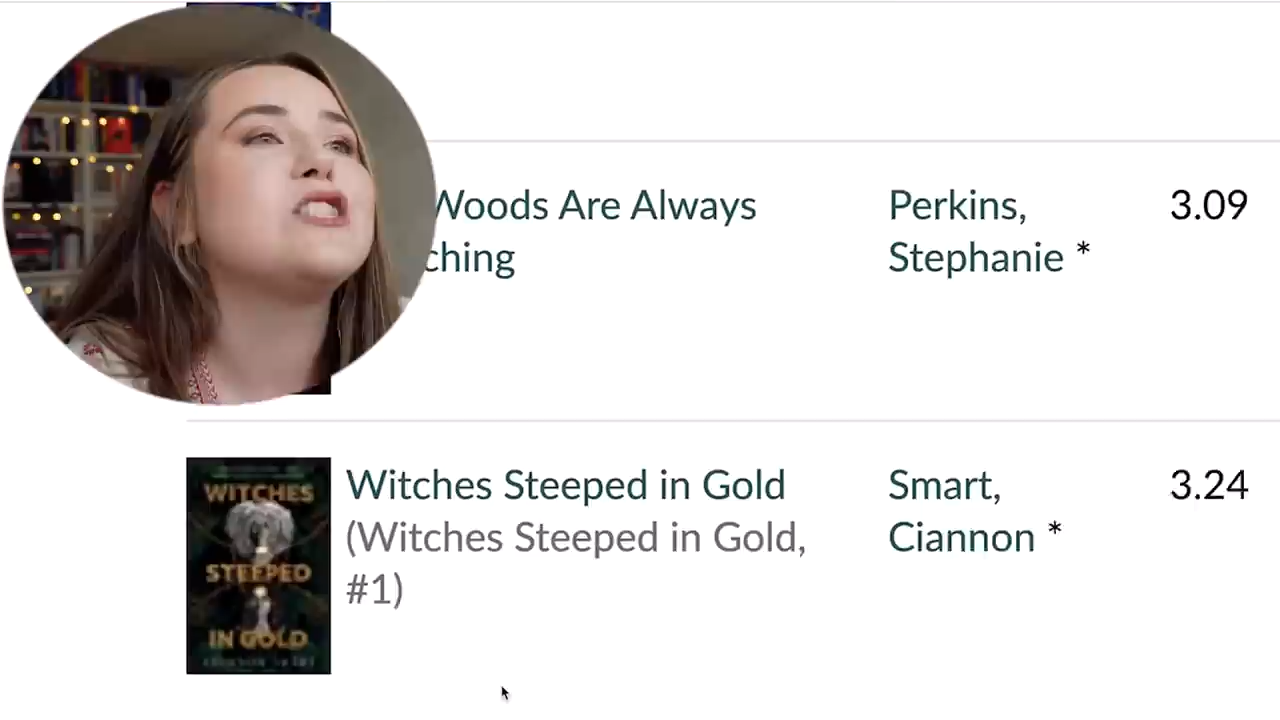 Woods Are Always
ching
Perkins,
Stephanie *
3.09
WITCHES
STEEPED
IN GOLD
Witches Steeped in Gold
(Witches Steeped in Gold,
#1)
Smart,
Ciannon *
3.24